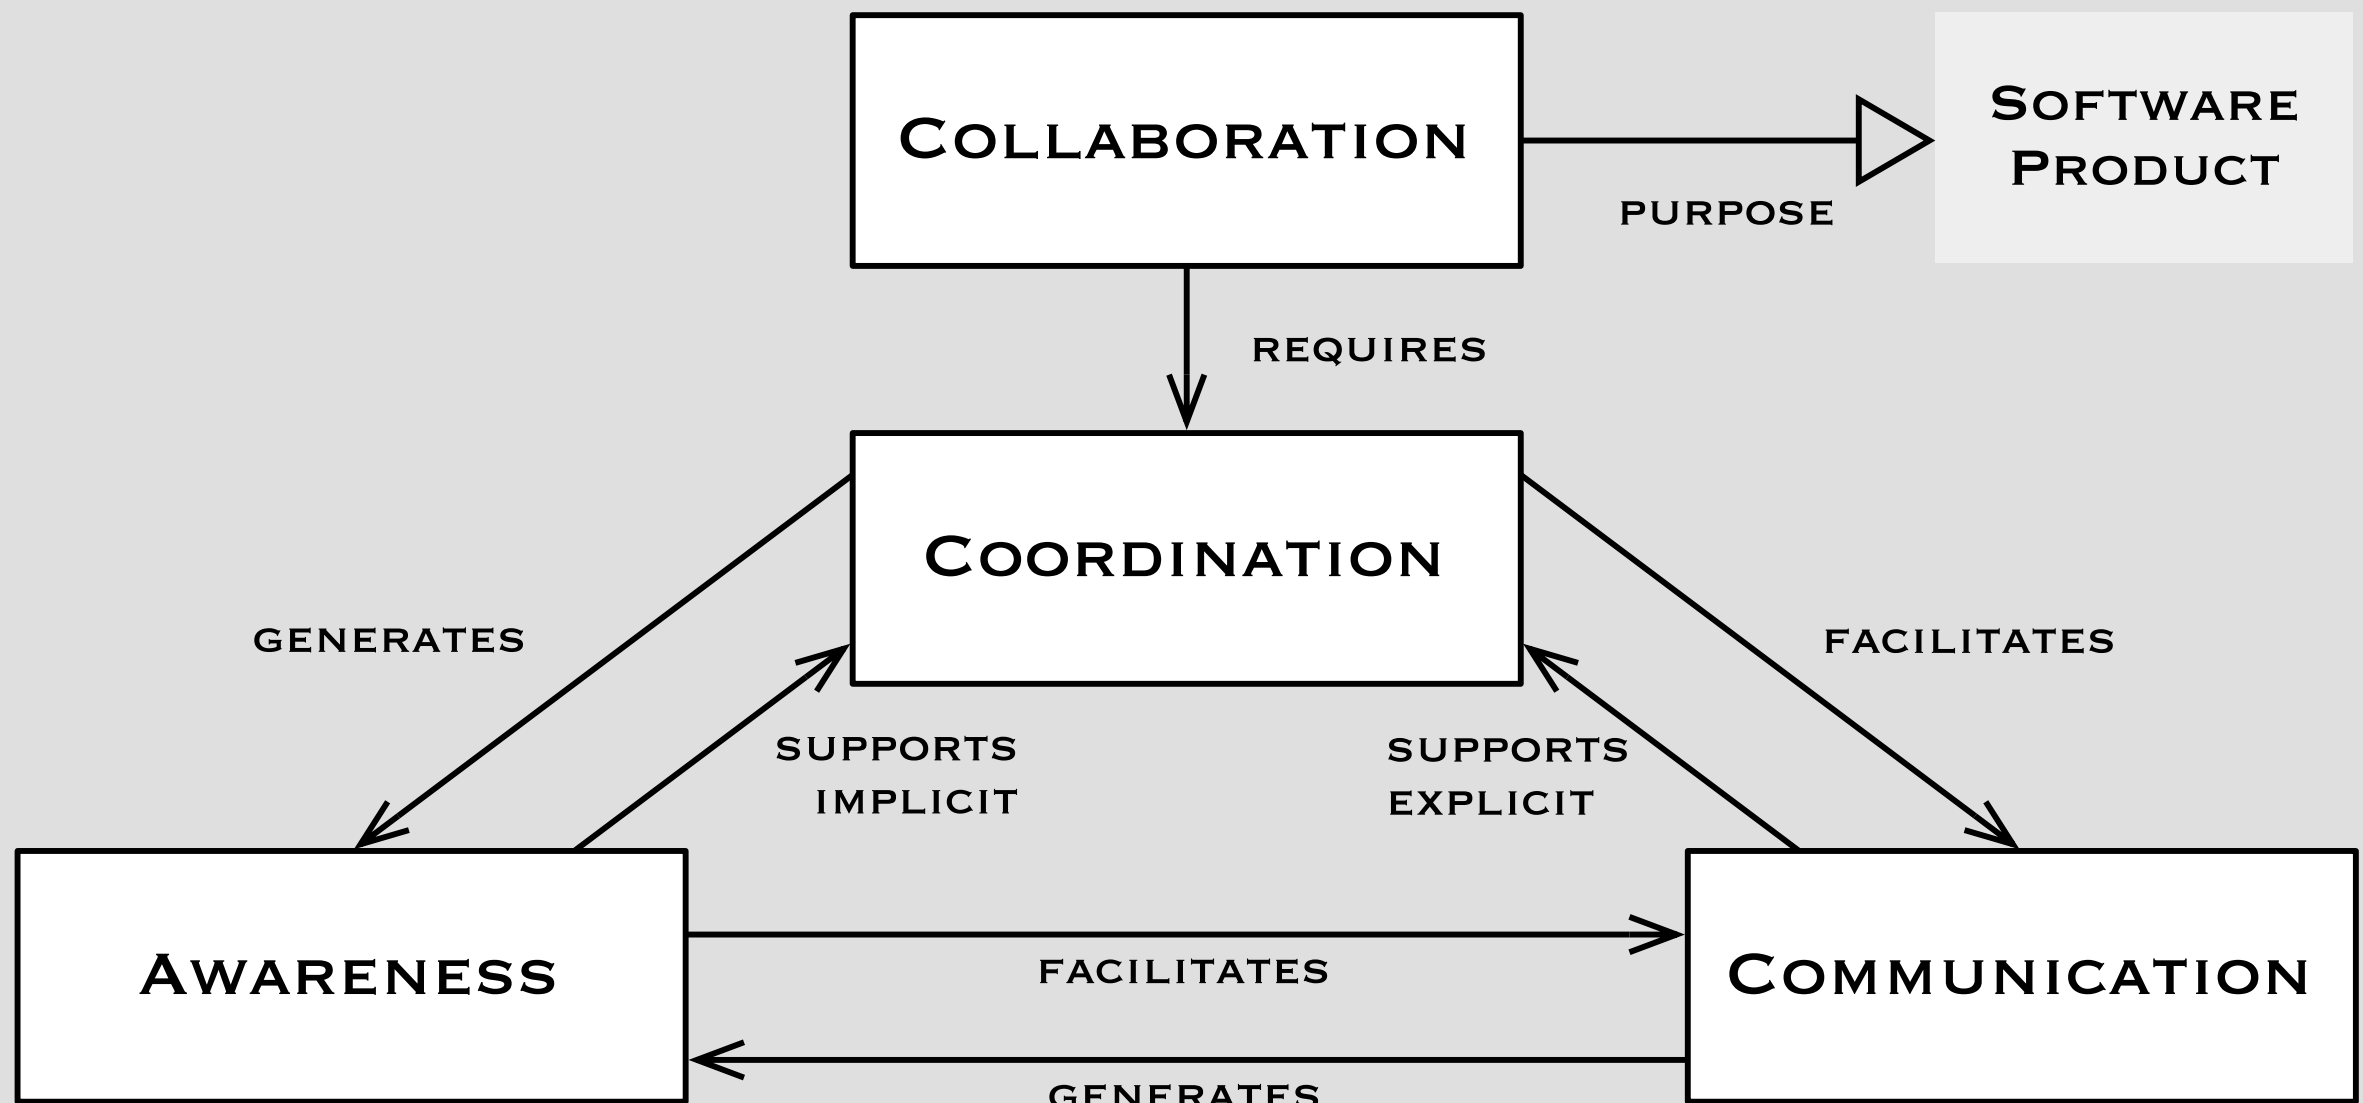 Collaboration
Software
Product
purpose
requires
Coordination
generates
facilitates
supports
implicit
supports
explicit
Awareness
facilitates
Communication
generates